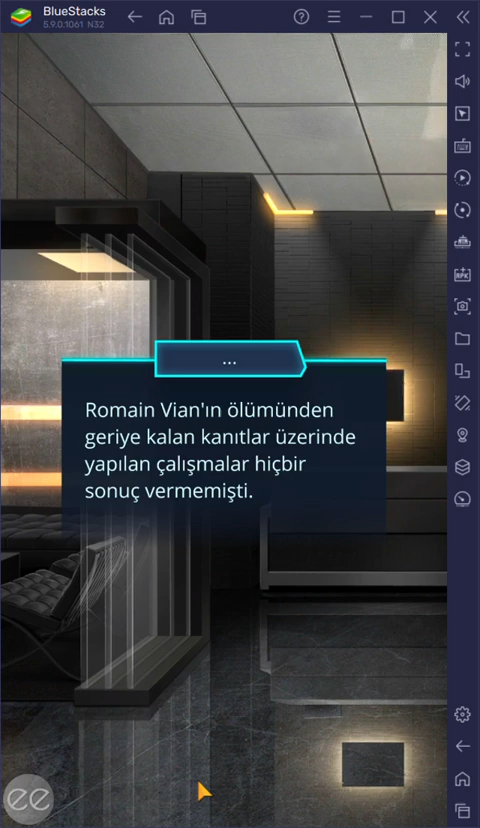 BlueStacks
5.9.0.1061 N32
...
Romain Vian'ın ölümünden
geriye kalan kanıtlar üzerinde
yapılan çalışmalar hiçbir
sonuç vermemişti.
ee